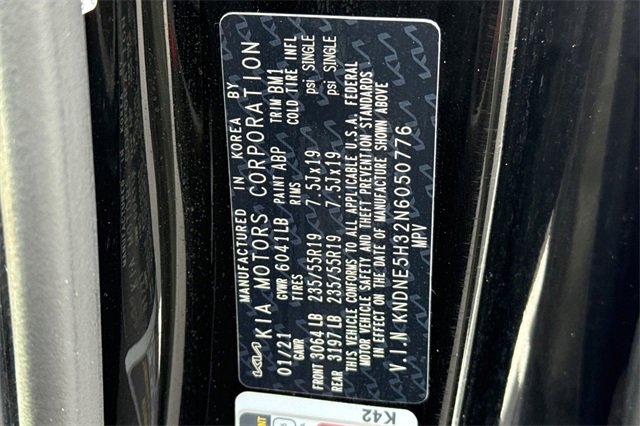 MANUFACTURED IN KOREA BY
KIA KIA MOTORS CORPORATION
01/21 GVWR 6041LB PAINT ABP TRIM BM1
GAWR TIRES RIMS COLD TIRE INFL
FRONT 3064LB 235/55R19 7.5Jx19 psi SINGLE
REAR 3197LB 235/55R19 7.5Jx19 psi SINGLE
THIS VEHICLE CONFORMS TO ALL APPLICABLE U.S.A. FEDERAL
MOTOR VEHICLE SAFETY AND THEFT PREVENTION STANDARDS
IN EFFECT ON THE DATE OF MANUFACTURE SHOWN ABOVE
V.I.N KNDNE5H32N6050776
MPV
K42